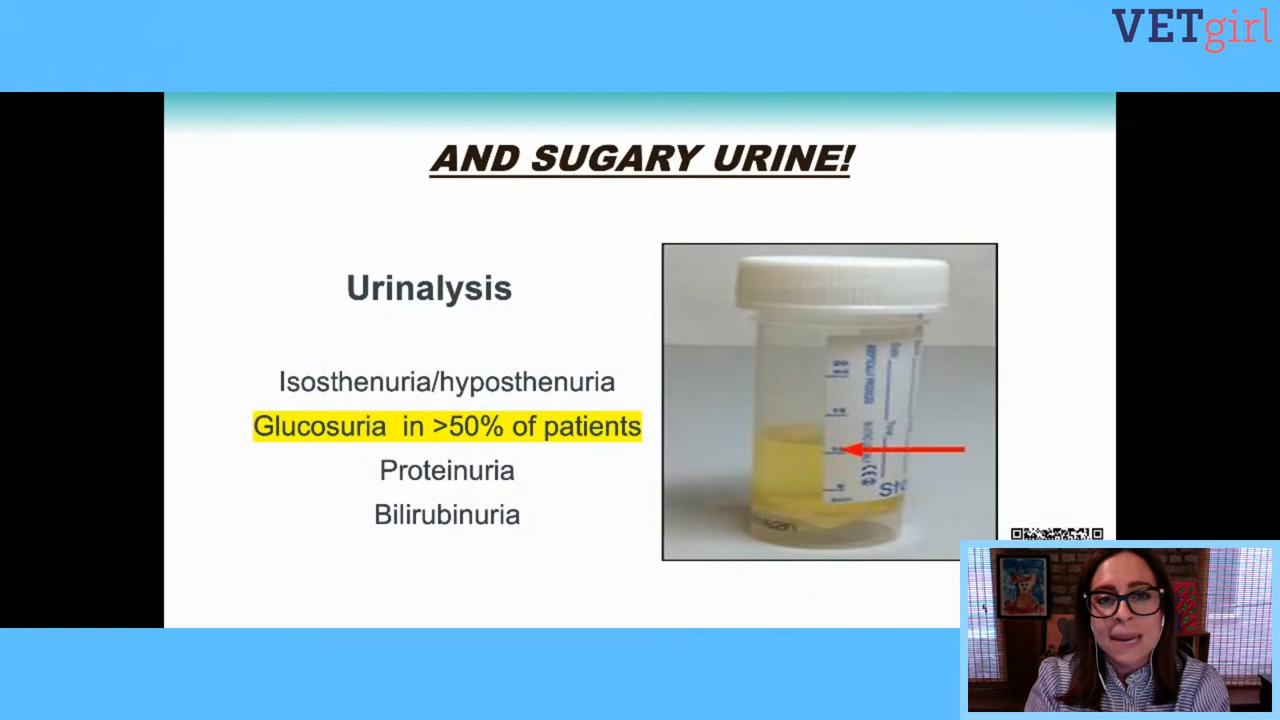 VETgirl
AND SUGARY URINE!
Urinalysis
Isosthenuria/hyposthenuria
Glucosuria in >50% of patients
Proteinuria
Bilirubinuria